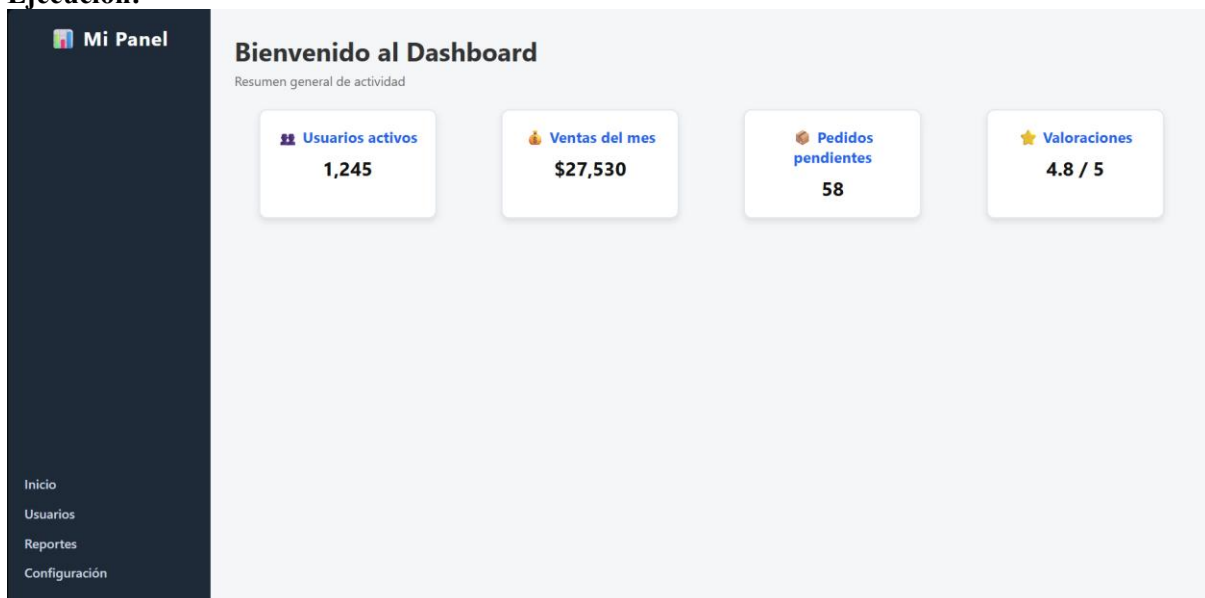 Ejecución:
Mi Panel
Bienvenido al Dashboard
Resumen general de actividad
Usuarios activos
1,245
Ventas del mes
$27,530
Pedidos
pendientes
58
Valoraciones
4.8 / 5
Inicio
Usuarios
Reportes
Configuración